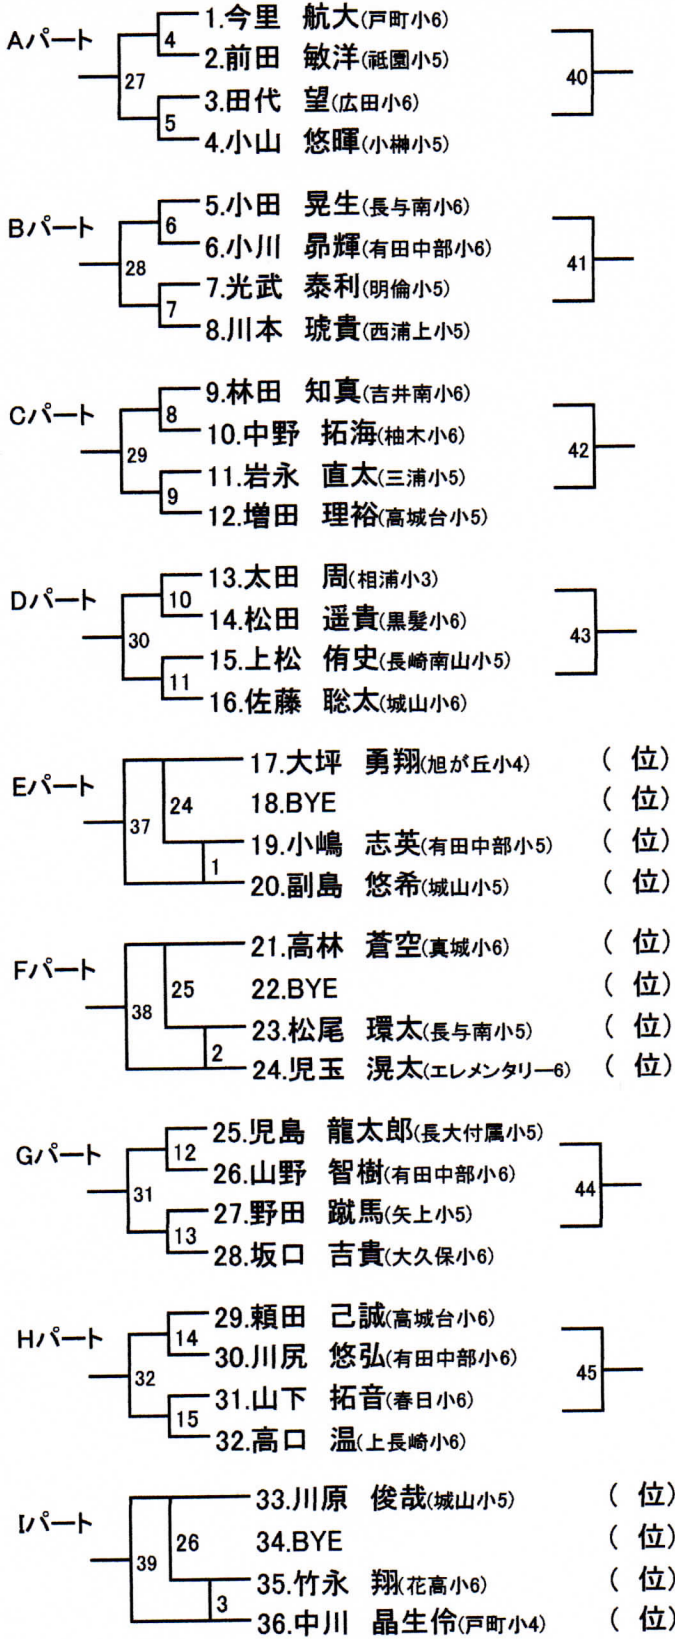 Aパート
1.今里 航大(戸町小6)
4
2.前田 敏洋(祗園小5)
27
40
3.田代 望(広田小6)
5
4.小山 悠暉(小榊小5)
Bパート
5.小田 晃生(長与南小6)
6
6.小川 昴輝(有田中部小6)
28
41
7.光武 泰利(明倫小5)
7
8.川本 琥貴(西浦上小5)
Cパート
9.林田 知真(吉井南小6)
8
10.中野 拓海(柚木小6)
29
42
11.岩永 直太(三浦小5)
9
12.増田 理裕(高城台小5)
Dパート
13.太田 周(相浦小3)
10
14.松田 遥貴(黒髪小6)
30
43
15.上松 侑史(長崎南山小5)
11
16.佐藤 聡太(城山小6)
Eパート
17.大坪 勇翔(旭が丘小4) ( 位)
24
18.BYE ( 位)
37
19.小嶋 志英(有田中部小5) ( 位)
1
20.副島 悠希(城山小5) ( 位)
Fパート
21.高林 蒼空(真城小6) ( 位)
25
22.BYE ( 位)
38
23.松尾 環太(長与南小5) ( 位)
2
24.児玉 滉太(エレメンタリー6) ( 位)
Gパート
25.児島 龍太郎(長大付属小5)
12
26.山野 智樹(有田中部小6)
31
44
27.野田 蹴馬(矢上小5)
13
28.坂口 吉貴(大久保小6)
Hパート
29.頼田 己誠(高城台小6)
14
30.川尻 悠弘(有田中部小6)
32
45
31.山下 拓音(春日小6)
15
32.高口 温(上長崎小6)
Iパート
33.川原 俊哉(城山小5) ( 位)
26
34.BYE ( 位)
39
35.竹永 翔(花高小6) ( 位)
3
36.中川 晶生伶(戸町小4) ( 位)